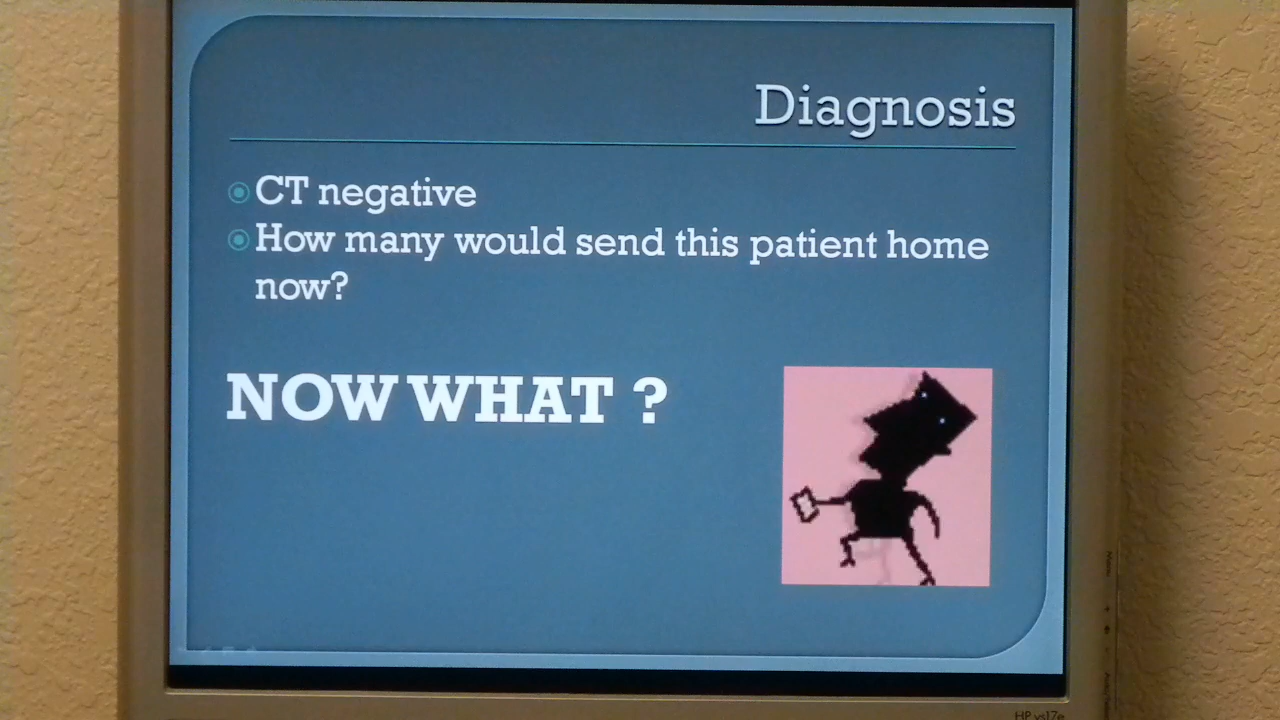 Diagnosis
CT negative
How many would send this patient home
now?
NOW WHAT ?